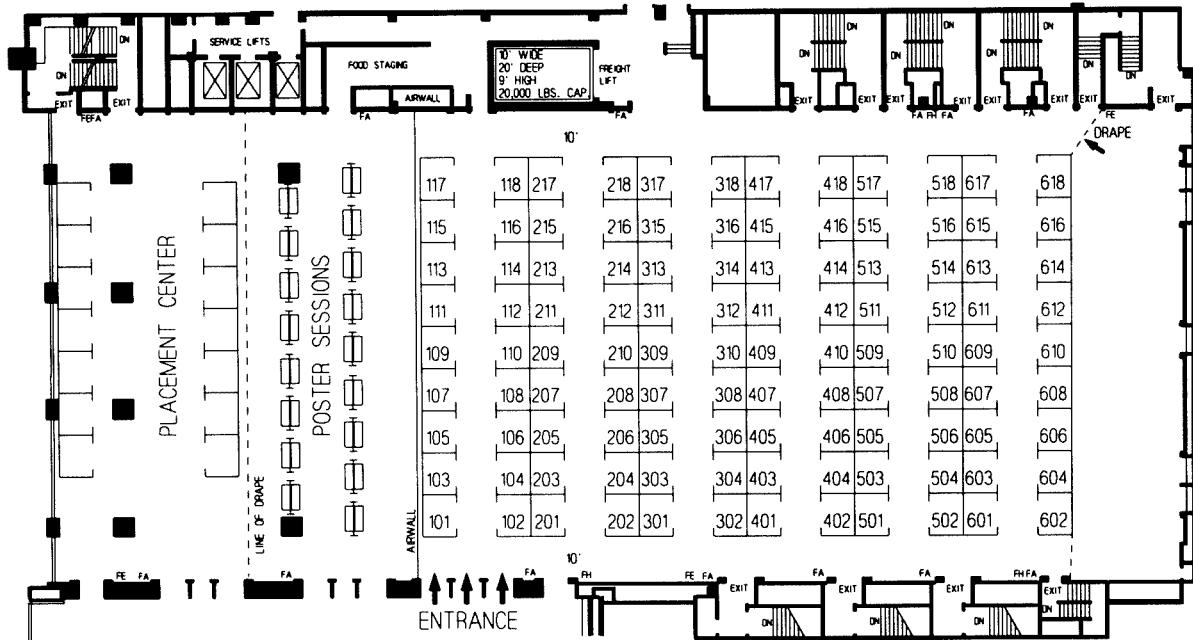 SERVICE LIFTS
DN
DN
EXIT
EXIT
FEFA
FOOD STAGING
AIRWALL
FA
10' WIDE
20' DEEP
9' HIGH
20,000 LBS. CAP.
FREIGHT
LIFT
FA
DN
DN
DN
DN
DN
EXIT
EXIT
EXIT
EXIT
EXIT
EXIT
EXIT
FA FH FA
FA
FE
DRAPE
10'
117 118 217 218 317 318 417 418 517 518 617 618
115 116 215 216 315 316 415 416 515 516 615 616
113 114 213 214 313 314 413 414 513 514 613 614
111 112 211 212 311 312 411 412 511 512 611 612
109 110 209 210 309 310 409 410 509 510 609 610
107 108 207 208 307 308 407 408 507 508 607 608
105 106 205 206 305 306 405 406 505 506 605 606
103 104 203 204 303 304 403 404 503 504 603 604
101 102 201 202 301 302 401 402 501 502 601 602
PLACEMENT CENTER
LINE OF DRAPE
POSTER SESSIONS
AIRWALL
10'
FE FA
FA
FA
FH
FE FA
FA
FA
FH FA
EXIT
EXIT
EXIT
EXIT
EXIT
EXIT
DN
DN
DN
DN
ENTRANCE